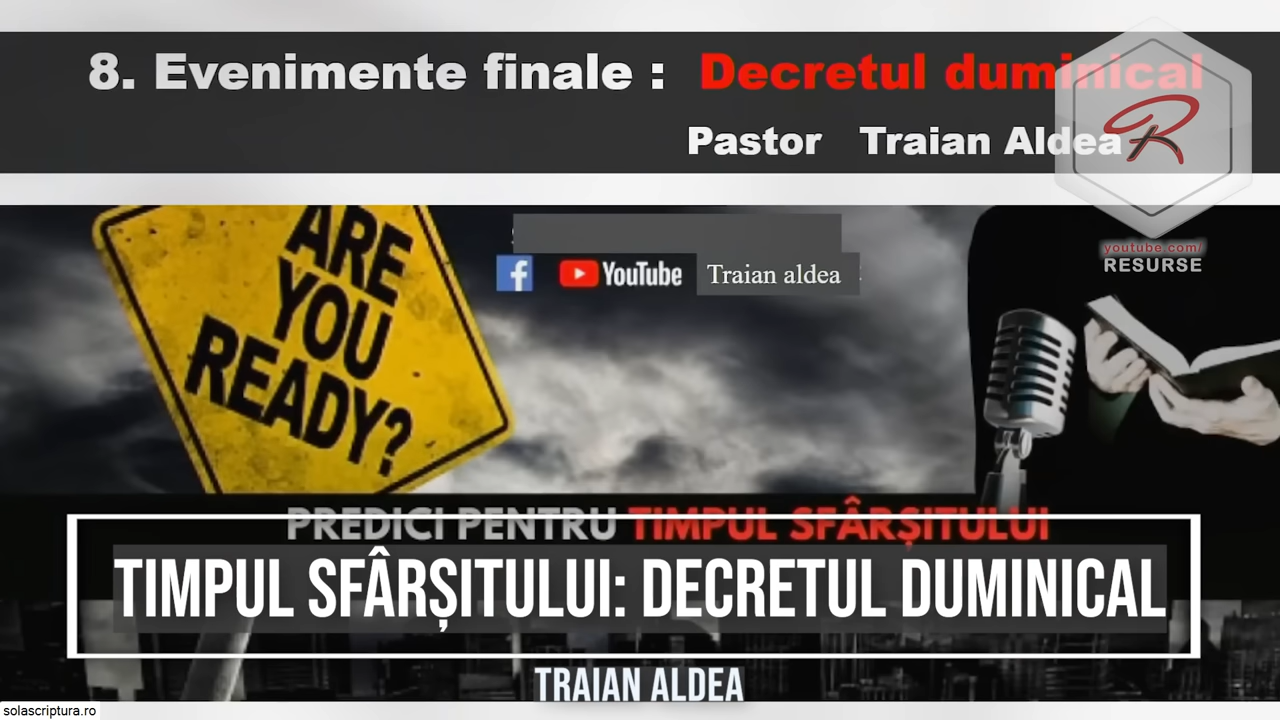 8. Evenimente finale : Decretul duminical
Pastor Traian Aldea
R
youtube.com/
RESURSE
ARE
YOU
READY?
f
YouTube
Traian aldea
PREDICI PENTRU TIMPUL SFÂRȘITULUI
TIMPUL SFÂRȘITULUI: DECRETUL DUMINICAL
TRAIAN ALDEA
solascriptura.ro